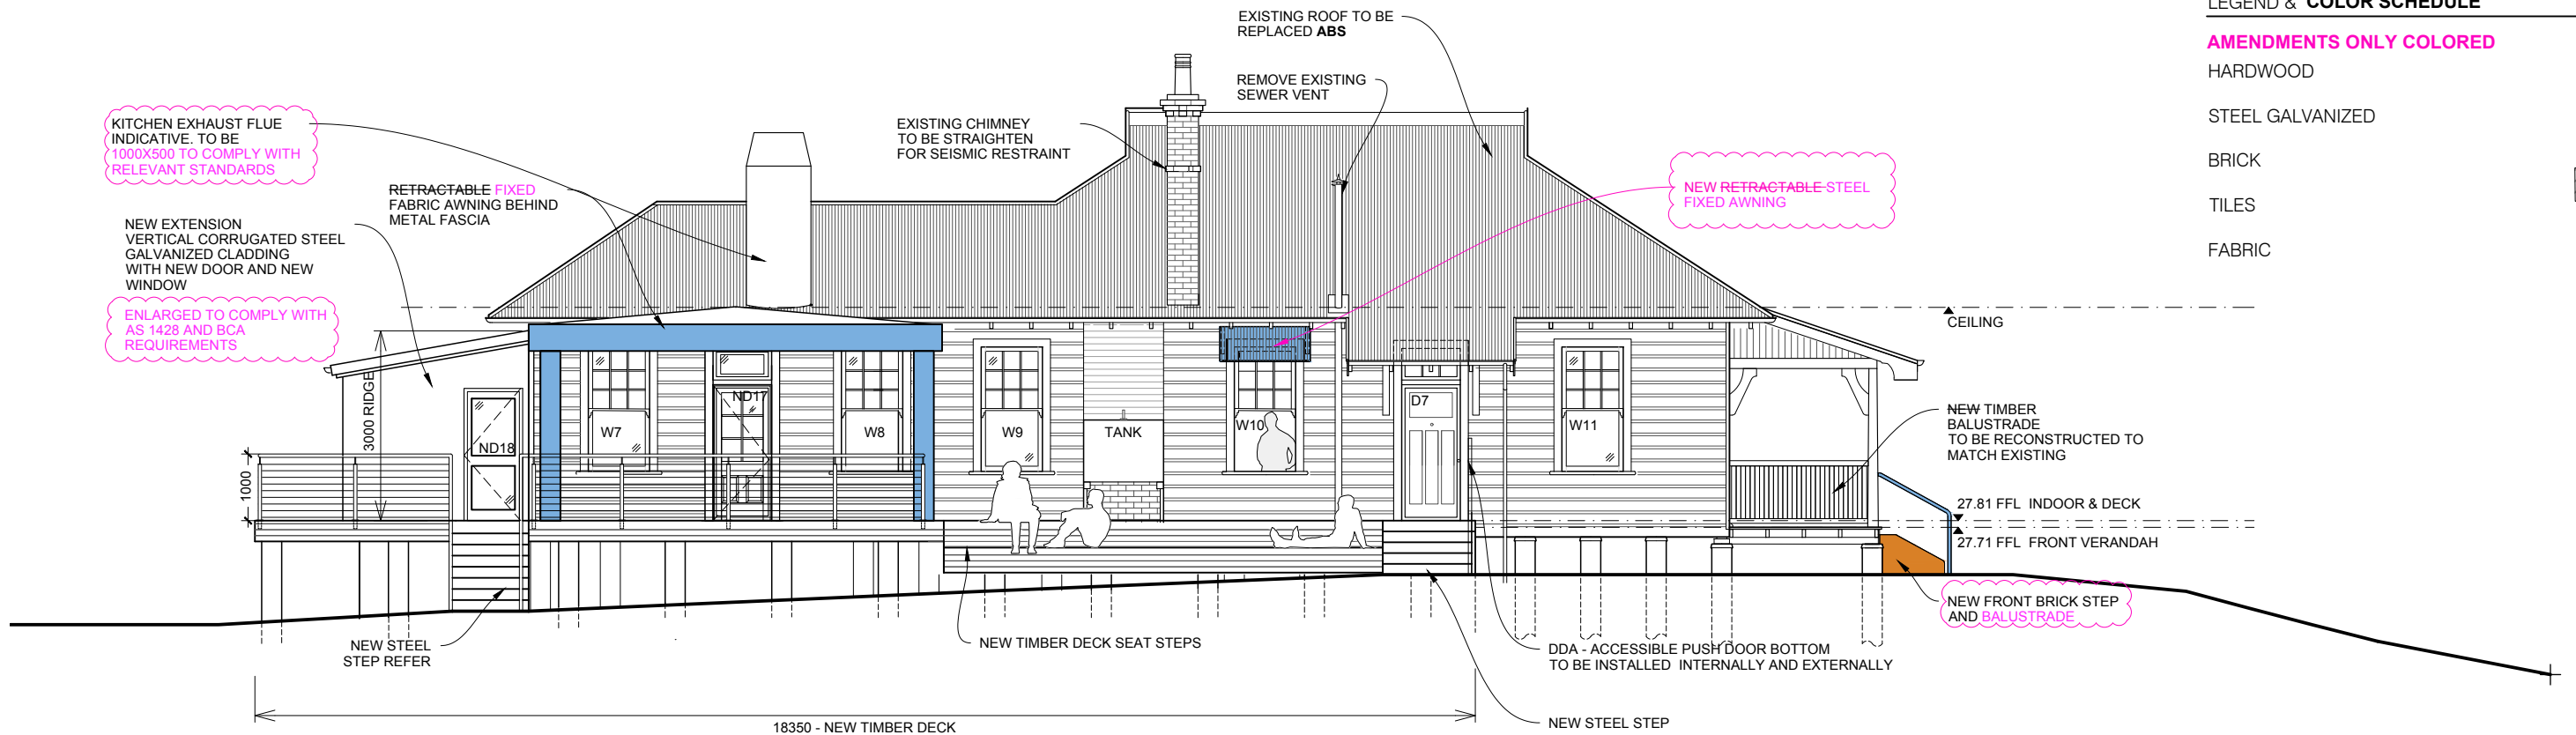 LEGEND & COLOR SCHEDULE
AMENDMENTS ONLY COLORED
HARDWOOD
STEEL GALVANIZED
BRICK
TILES
FABRIC
EXISTING ROOF TO BE
REPLACED ABS
REMOVE EXISTING
SEWER VENT
EXISTING CHIMNEY
TO BE STRAIGHTEN
FOR SEISMIC RESTRAINT
KITCHEN EXHAUST FLUE
INDICATIVE. TO BE
1000X500 TO COMPLY WITH
RELEVANT STANDARDS
RETRACTABLE FIXED
FABRIC AWNING BEHIND
METAL FASCIA
NEW RETRACTABLE STEEL
FIXED AWNING
NEW EXTENSION
VERTICAL CORRUGATED STEEL
GALVANIZED CLADDING
WITH NEW DOOR AND NEW
WINDOW
ENLARGED TO COMPLY WITH
AS 1428 AND BCA
REQUIREMENTS
CEILING
3000 RIDGE
1000
ND18
W7
ND17
W8
W9
TANK
W10
D7
W11
NEW TIMBER
BALUSTRADE
TO BE RECONSTRUCTED TO
MATCH EXISTING
27.81 FFL INDOOR & DECK
27.71 FFL FRONT VERANDAH
NEW FRONT BRICK STEP
AND BALUSTRADE
NEW STEEL
STEP REFER
NEW TIMBER DECK SEAT STEPS
DDA - ACCESSIBLE PUSH DOOR BOTTOM
TO BE INSTALLED INTERNALLY AND EXTERNALLY
NEW STEEL STEP
18350 - NEW TIMBER DECK